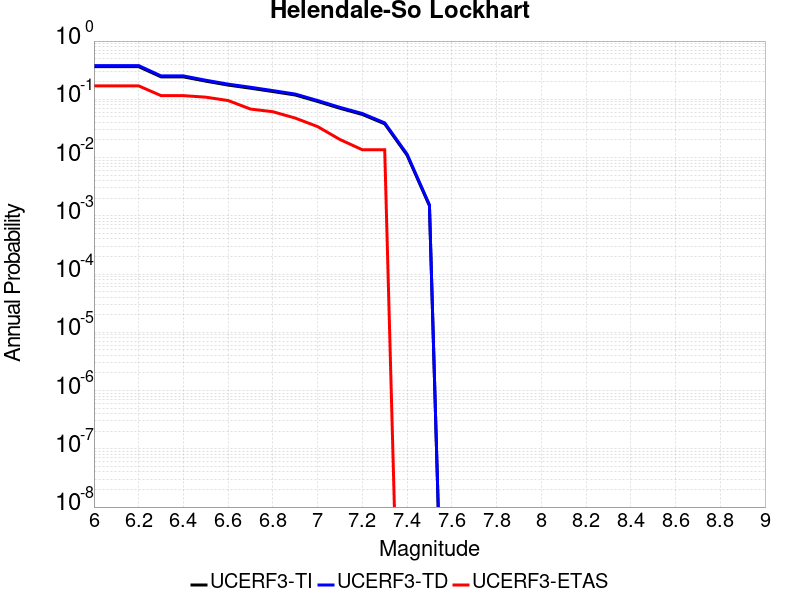 Helendale-So Lockhart
10^0
10^-1
10^-2
10^-3
10^-4
10^-5
10^-6
10^-7
10^-8
Annual Probability
6 6.2 6.4 6.6 6.8 7 7.2 7.4 7.6 7.8 8 8.2 8.4 8.6 8.8 9
Magnitude
UCERF3-TI UCERF3-TD UCERF3-ETAS